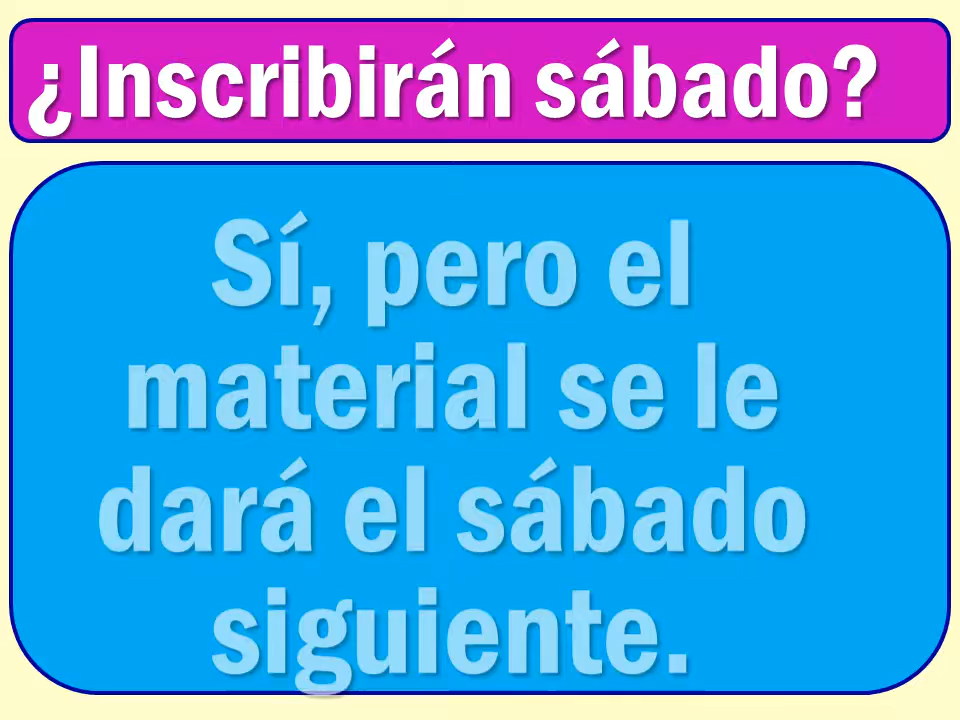 ¿Inscribirán sábado?
Sí, pero el
material se le
dará el sábado
siguiente.